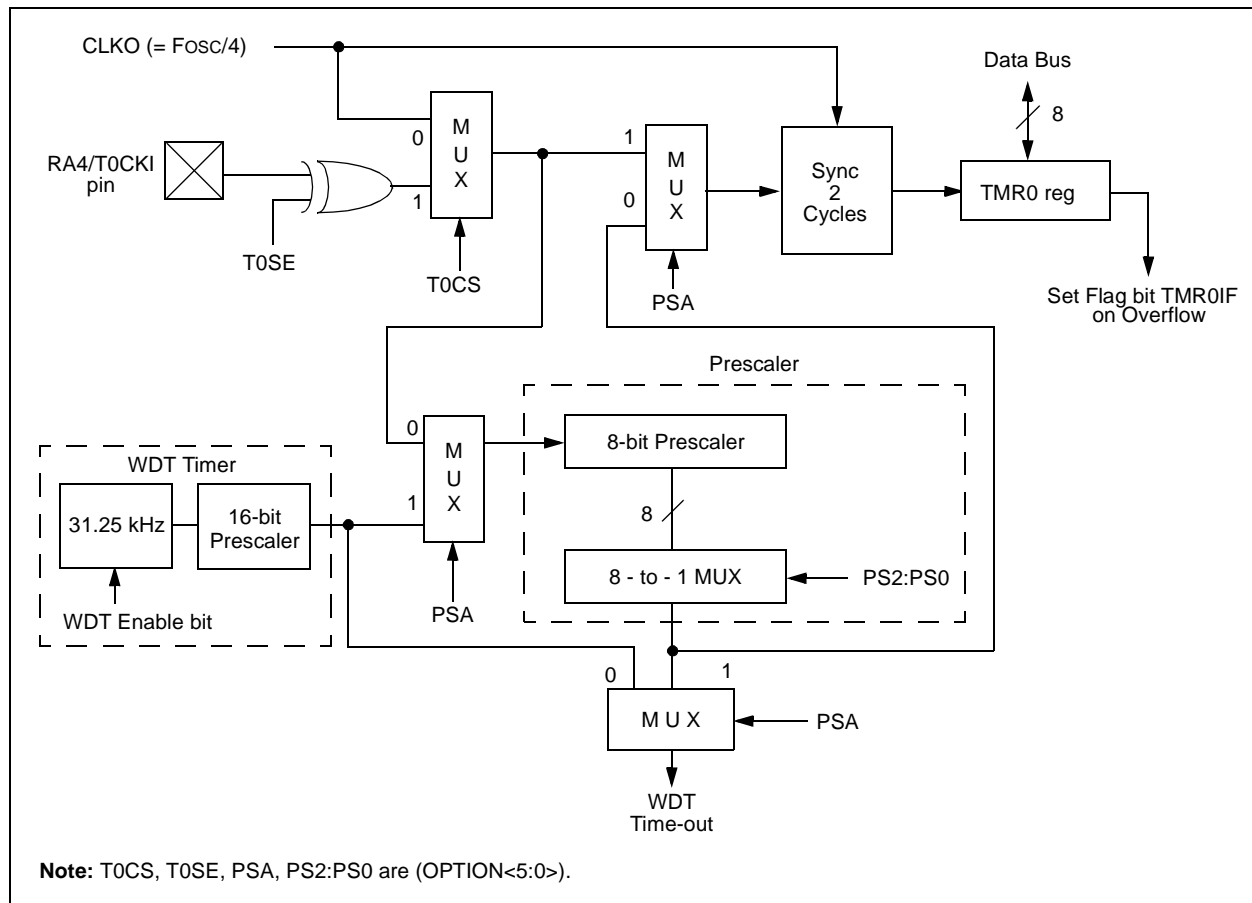 CLKO (= FOSC/4)
Data Bus
8
RA4/T0CKI
pin
0
1
M
U
X
T0SE
T0CS
1
0
M
U
X
PSA
Sync
2
Cycles
TMR0 reg
Set Flag bit TMR0IF
on Overflow
Prescaler
0
1
M
U
X
PSA
8-bit Prescaler
8
8 - to - 1 MUX
PS2:PS0
WDT Timer
31.25 kHz
16-bit
Prescaler
WDT Enable bit
0
1
M U X
PSA
WDT
Time-out
Note: T0CS, T0SE, PSA, PS2:PS0 are (OPTION<5:0>).